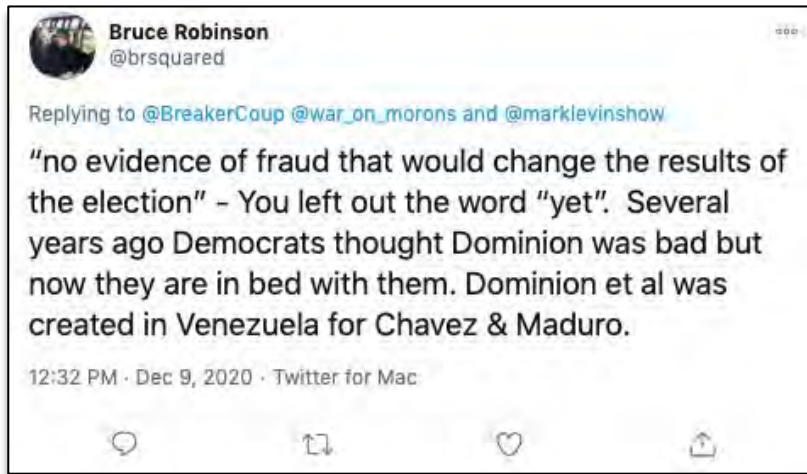 Bruce Robinson
@brsquared
Replying to @BreakerCoup @war_on_morons and @marklevinshow
“no evidence of fraud that would change the results of
the election” – You left out the word “yet”.  Several
years ago Democrats thought Dominion was bad but
now they are in bed with them. Dominion et al was
created in Venezuela for Chavez & Maduro.
12:32 PM · Dec 9, 2020 · Twitter for Mac